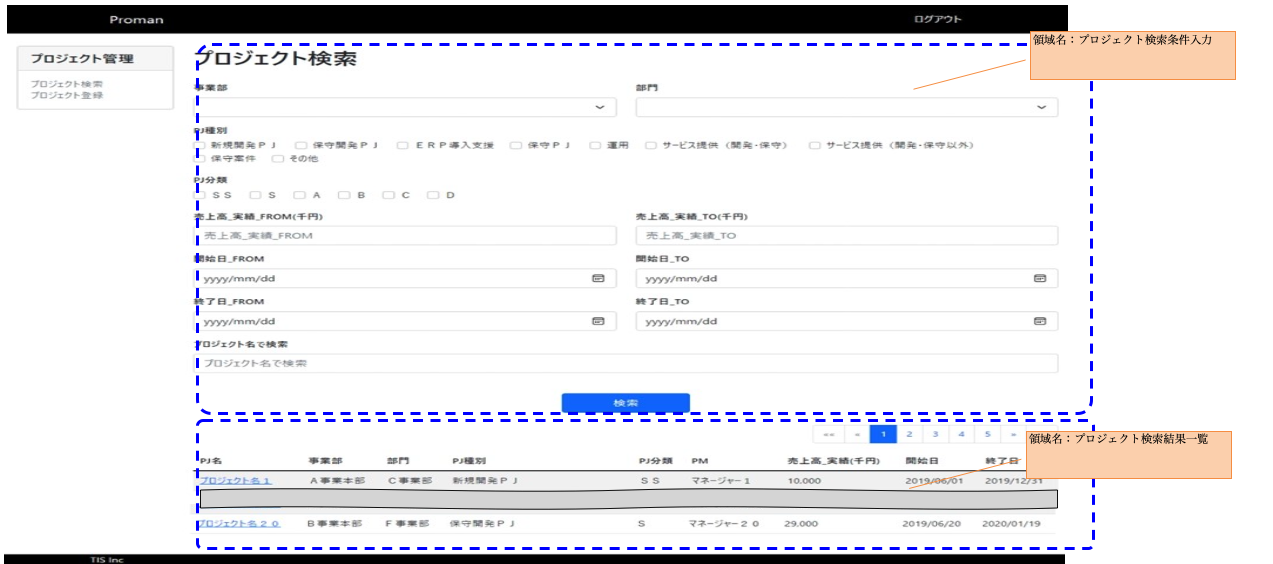 Proman
ログアウト
領域名：プロジェクト検索条件入力
プロジェクト管理
プロジェクト検索
プロジェクト登録
プロジェクト検索
事業部
部門
PJ種別
新規開発ＰＪ 保守開発ＰＪ ＥＲＰ導入支援 保守ＰＪ 運用 サービス提供（開発・保守） サービス提供（開発・保守以外）
保守案件 その他
PJ分類
ＳＳ Ｓ Ａ Ｂ Ｃ Ｄ
売上高_実績_FROM(千円)
売上高_実績_TO(千円)
売上高_実績_FROM
売上高_実績_TO
開始日_FROM
開始日_TO
yyyy/mm/dd
yyyy/mm/dd
終了日_FROM
終了日_TO
yyyy/mm/dd
yyyy/mm/dd
プロジェクト名で検索
プロジェクト名で検索
検索
«« « 1 2 3 4 5 »
領域名：プロジェクト検索結果一覧
PJ名 事業部 部門 PJ種別 PJ分類 PM 売上高_実績(千円) 開始日 終了日
プロジェクト名１ Ａ事業本部 Ｃ事業部 新規開発ＰＪ ＳＳ マネージャー１ 10,000 2019/06/01 2019/12/31
プロジェクト名２０ Ｂ事業本部 Ｆ事業部 保守開発ＰＪ Ｓ マネージャー２０ 29,000 2019/06/20 2020/01/19
TIS Inc